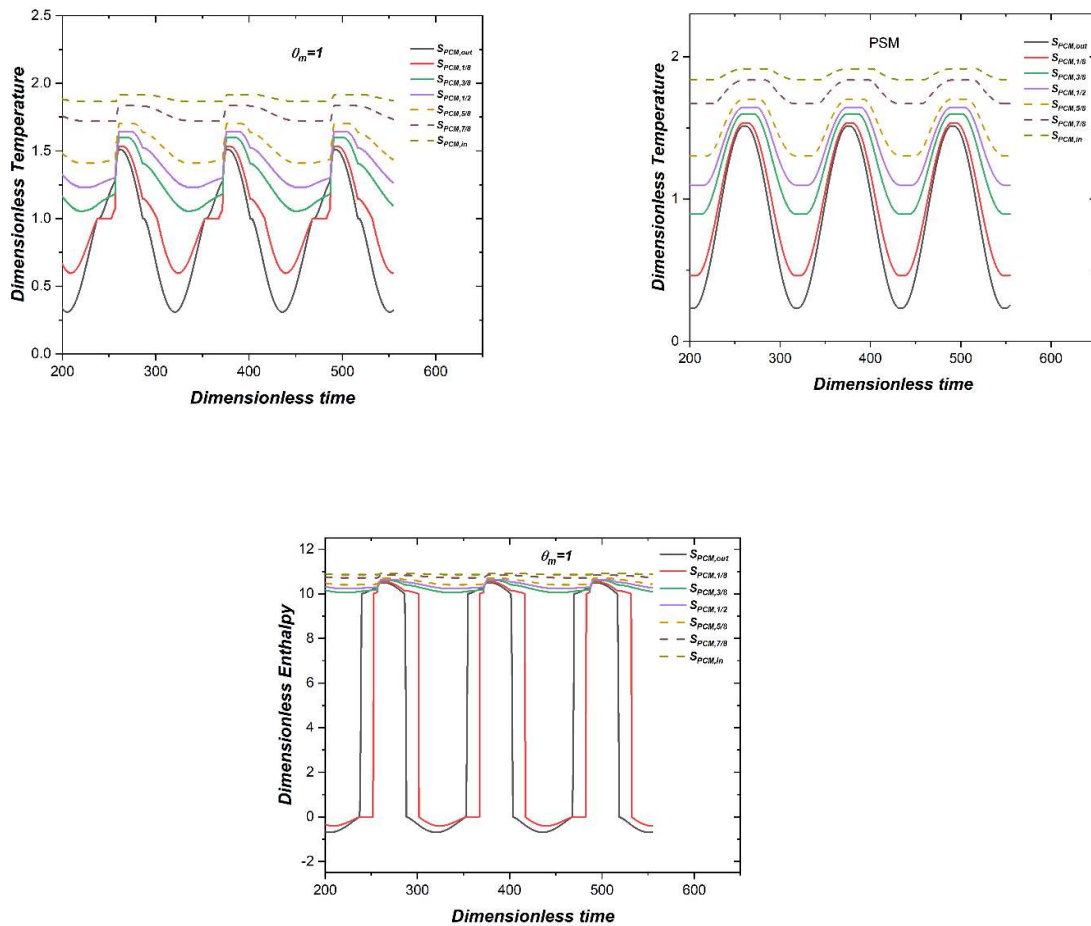 2.5
2.0
1.5
1.0
0.5
0.0
Dimensionless Temperature
θm=1
SPCM,out
SPCM,1/8
SPCM,3/8
SPCM,1/2
SPCM,5/8
SPCM,7/8
SPCM,in
200 300 400 500 600
Dimensionless time
2
1
0
Dimensionless Temperature
PSM
SPCM,out
SPCM,1/8
SPCM,3/8
SPCM,1/2
SPCM,5/8
SPCM,7/8
SPCM,in
200 300 400 500 600
Dimensionless time
12
10
8
6
4
2
0
-2
Dimensionless Enthalpy
θm=1
SPCM,out
SPCM,1/8
SPCM,3/8
SPCM,1/2
SPCM,5/8
SPCM,7/8
SPCM,in
200 300 400 500 600
Dimensionless time